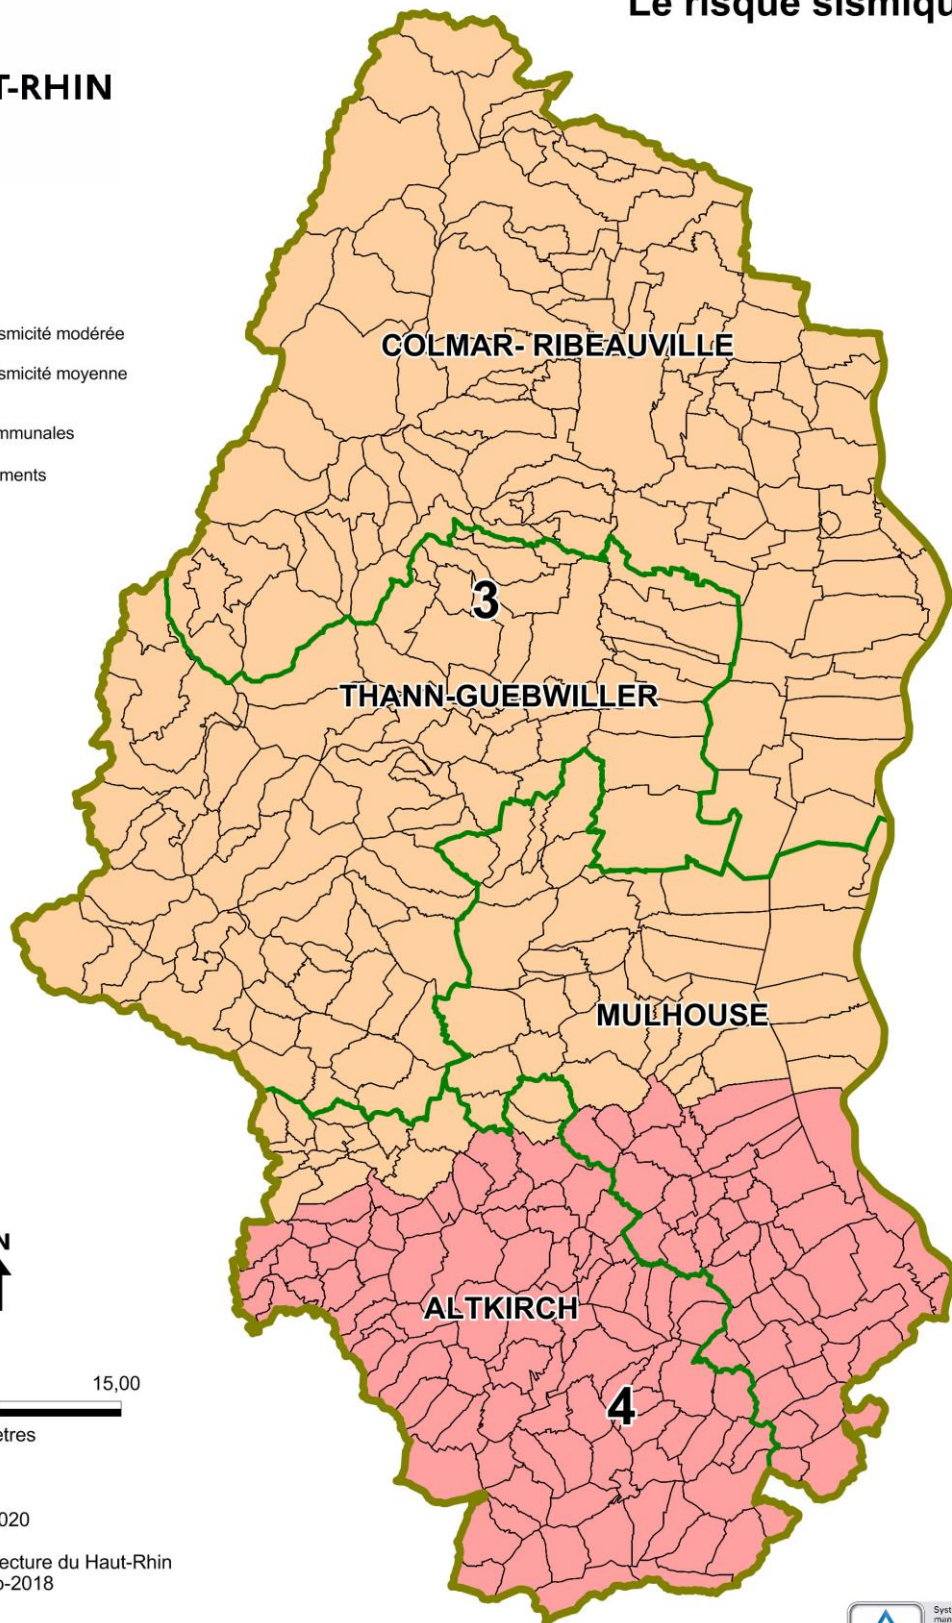 Le risque sismiqu
T-RHIN
smicité modérée
smicité moyenne
mmunales
ments
COLMAR- RIBEAUVILLE
3
THANN-GUEBWILLER
MULHOUSE
ALTKIRCH
4
N
15,00
ètres
020
ecture du Haut-Rhin
o-2018